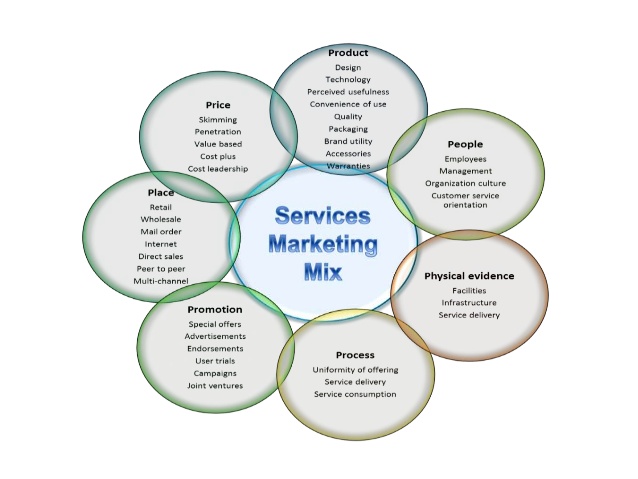 Product
Design
Technology
Perceived usefulness
Convenience of use
Quality
Packaging
Brand utility
Accessories
Warranties
Price
Skimming
Penetration
Value based
Cost plus
Cost leadership
People
Employees
Management
Organization culture
Customer service
orientation
Place
Retail
Wholesale
Mail order
Internet
Direct sales
Peer to peer
Multi-channel
Services
Marketing
Mix
Physical evidence
Facilities
Infrastructure
Service delivery
Promotion
Special offers
Advertisements
Endorsements
User trials
Campaigns
Joint ventures
Process
Uniformity of offering
Service delivery
Service consumption